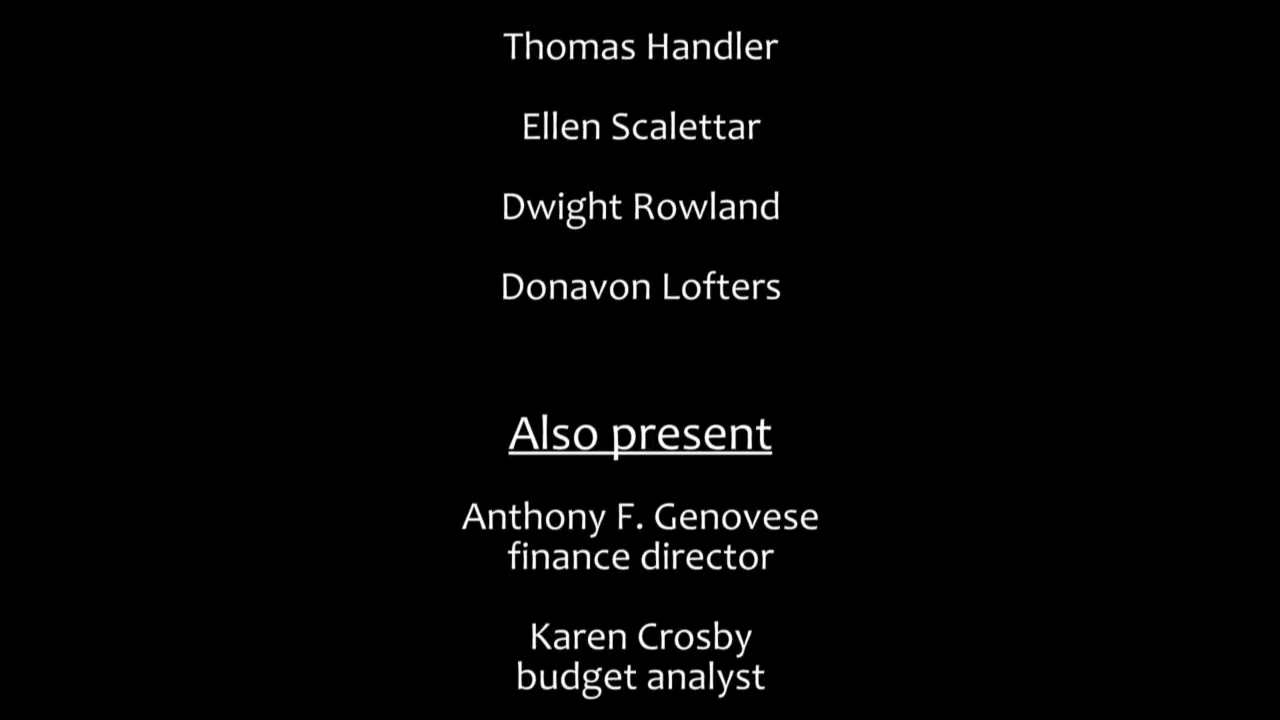 Thomas Handler
Ellen Scalettar
Dwight Rowland
Donavon Lofters
Also present
Anthony F. Genovese
finance director
Karen Crosby
budget analyst